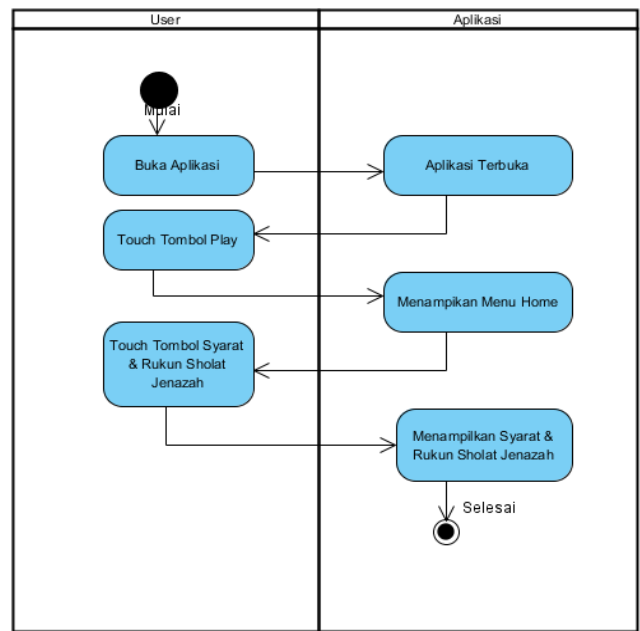 User
Aplikasi
Mulai
Buka Aplikasi
Aplikasi Terbuka
Touch Tombol Play
Menampikan Menu Home
Touch Tombol Syarat
& Rukun Sholat
Jenazah
Menampilkan Syarat &
Rukun Sholat Jenazah
Selesai